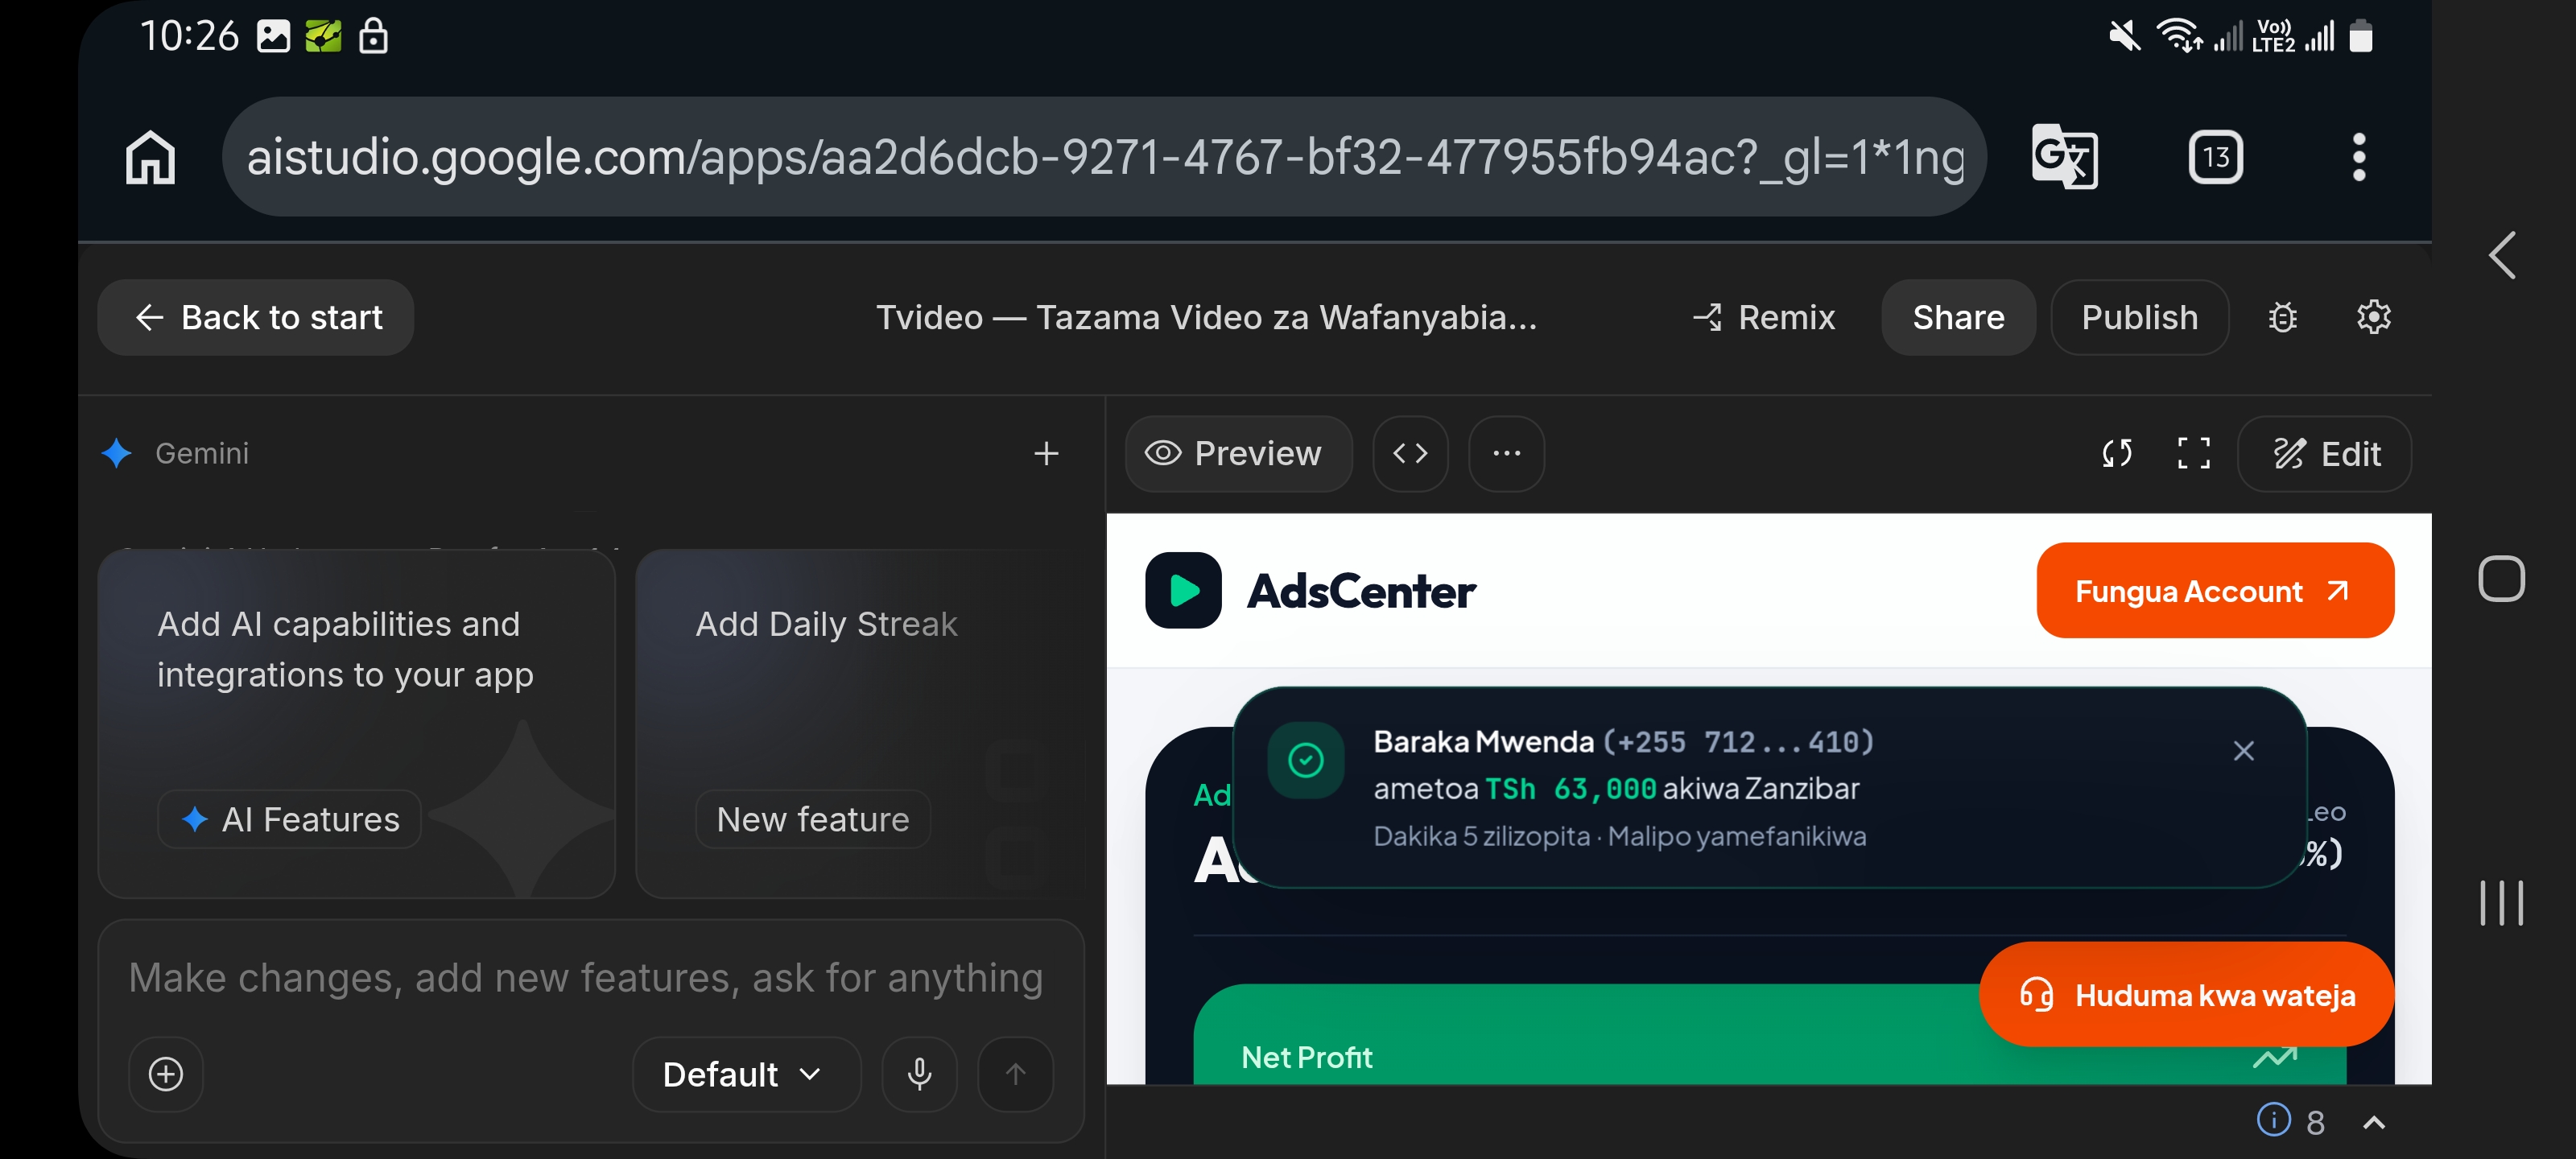 10:26
Vo))
LTE2
aistudio.google.com/apps/aa2d6dcb-9271-4767-bf32-477955fb94ac?_gl=1*1ng
13
Back to start
Tvideo — Tazama Video za Wafanyabia...
Remix
Share
Publish
Gemini
Preview
Edit
Add AI capabilities and
integrations to your app
AI Features
Add Daily Streak
New feature
Make changes, add new features, ask for anything
Default
AdsCenter
Fungua Account
Baraka Mwenda (+255 712...410)
ametoa TSh 63,000 akiwa Zanzibar
Dakika 5 zilizopita · Malipo yamefanikiwa
Ad
%)
Huduma kwa wateja
Net Profit
8